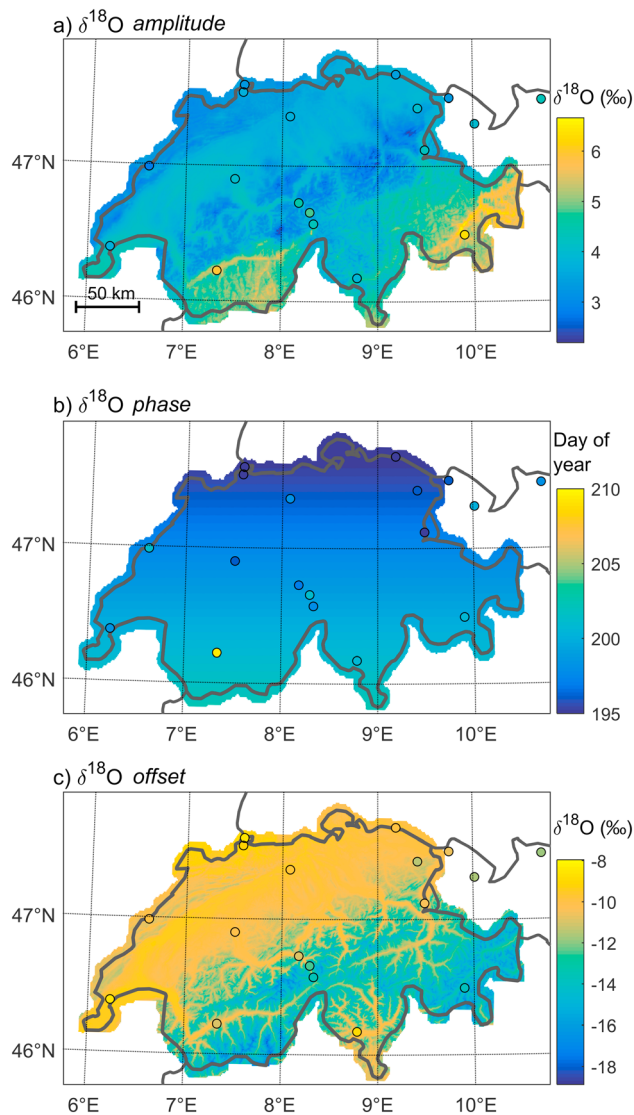 a) δ18O amplitude
δ18O (‰)
6
5
4
3
47°N
46°N
50 km
6°E 7°E 8°E 9°E 10°E
b) δ18O phase
Day of
year
210
205
200
195
47°N
46°N
6°E 7°E 8°E 9°E 10°E
c) δ18O offset
δ18O (‰)
-8
-10
-12
-14
-16
-18
47°N
46°N
6°E 7°E 8°E 9°E 10°E